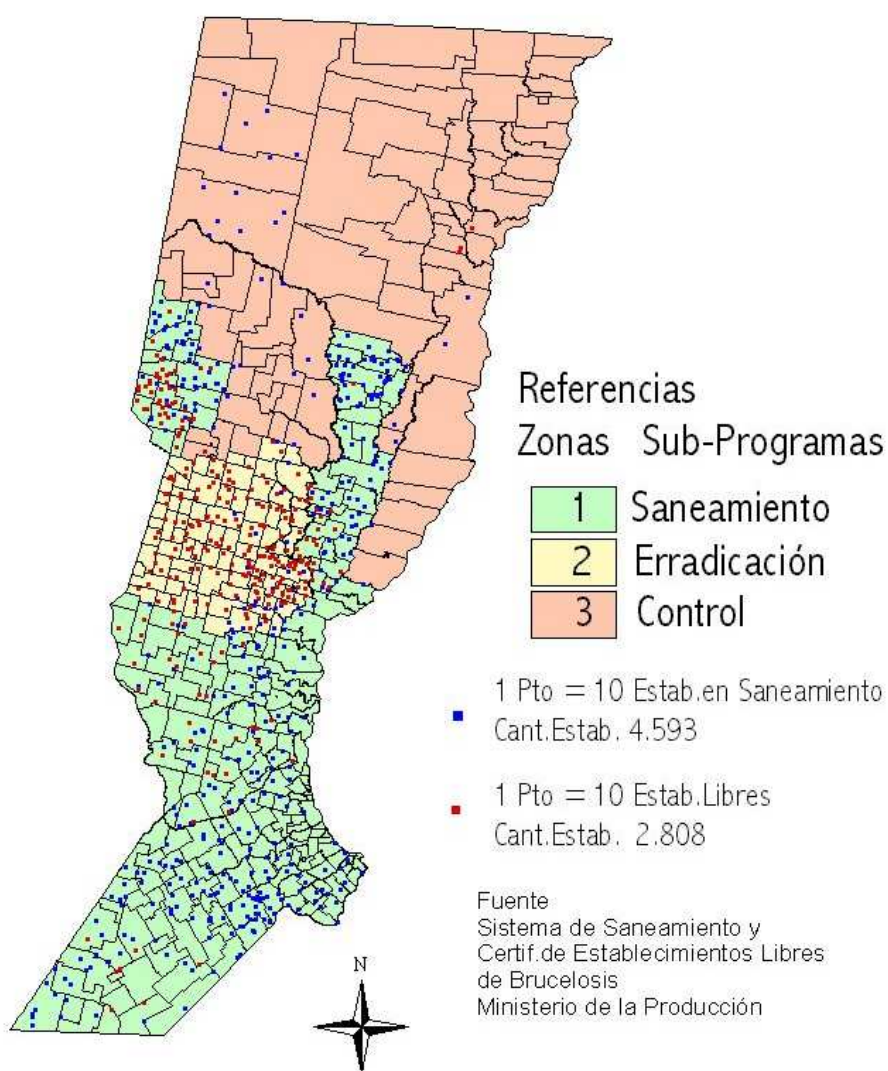 Referencias
Zonas Sub-Programas
1 Saneamiento
2 Erradicación
3 Control
1 Pto = 10 Estab.en Saneamiento
Cant.Estab. 4.593
1 Pto = 10 Estab.Libres
Cant.Estab. 2.808
Fuente
Sistema de Saneamiento y
Certif.de Establecimientos Libres
de Brucelosis
Ministerio de la Producción
N